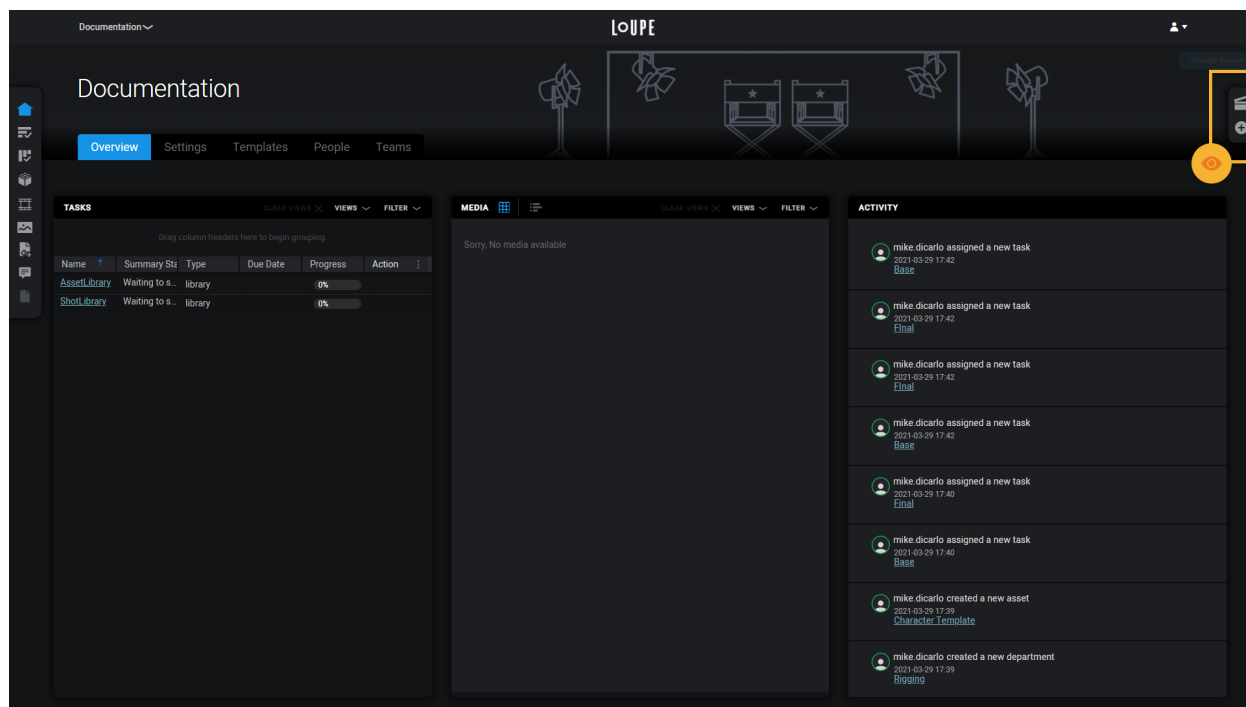 Documentation
LOUPE
Change Banner
Documentation
Overview Settings Templates People Teams
TASKS CLEAR VIEWS VIEWS FILTER
Drag column headers here to begin grouping.
Name Summary Sta Type Due Date Progress Action
AssetLibrary Waiting to s... library 0%
ShotLibrary Waiting to s... library 0%
MEDIA CLEAR VIEWS VIEWS FILTER
Sorry, No media available
ACTIVITY
mike.dicarlo assigned a new task
2021-03-29 17:42
Base
mike.dicarlo assigned a new task
2021-03-29 17:42
FInal
mike.dicarlo assigned a new task
2021-03-29 17:42
FInal
mike.dicarlo assigned a new task
2021-03-29 17:42
Base
mike.dicarlo assigned a new task
2021-03-29 17:40
Final
mike.dicarlo assigned a new task
2021-03-29 17:40
Base
mike.dicarlo created a new asset
2021-03-29 17:39
Character Template
mike.dicarlo created a new department
2021-03-29 17:39
Rigging